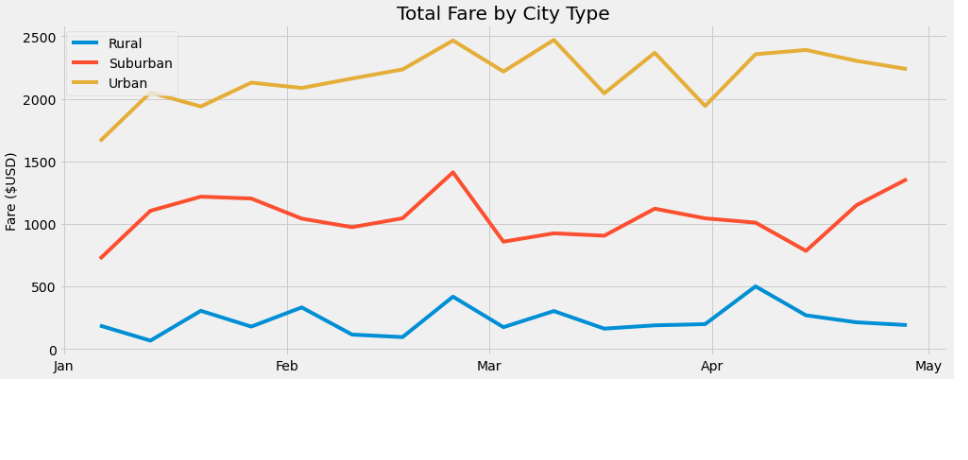 Total Fare by City Type
Rural
Suburban
Urban
Fare ($USD)
2500
2000
1500
1000
500
0
Jan Feb Mar Apr May